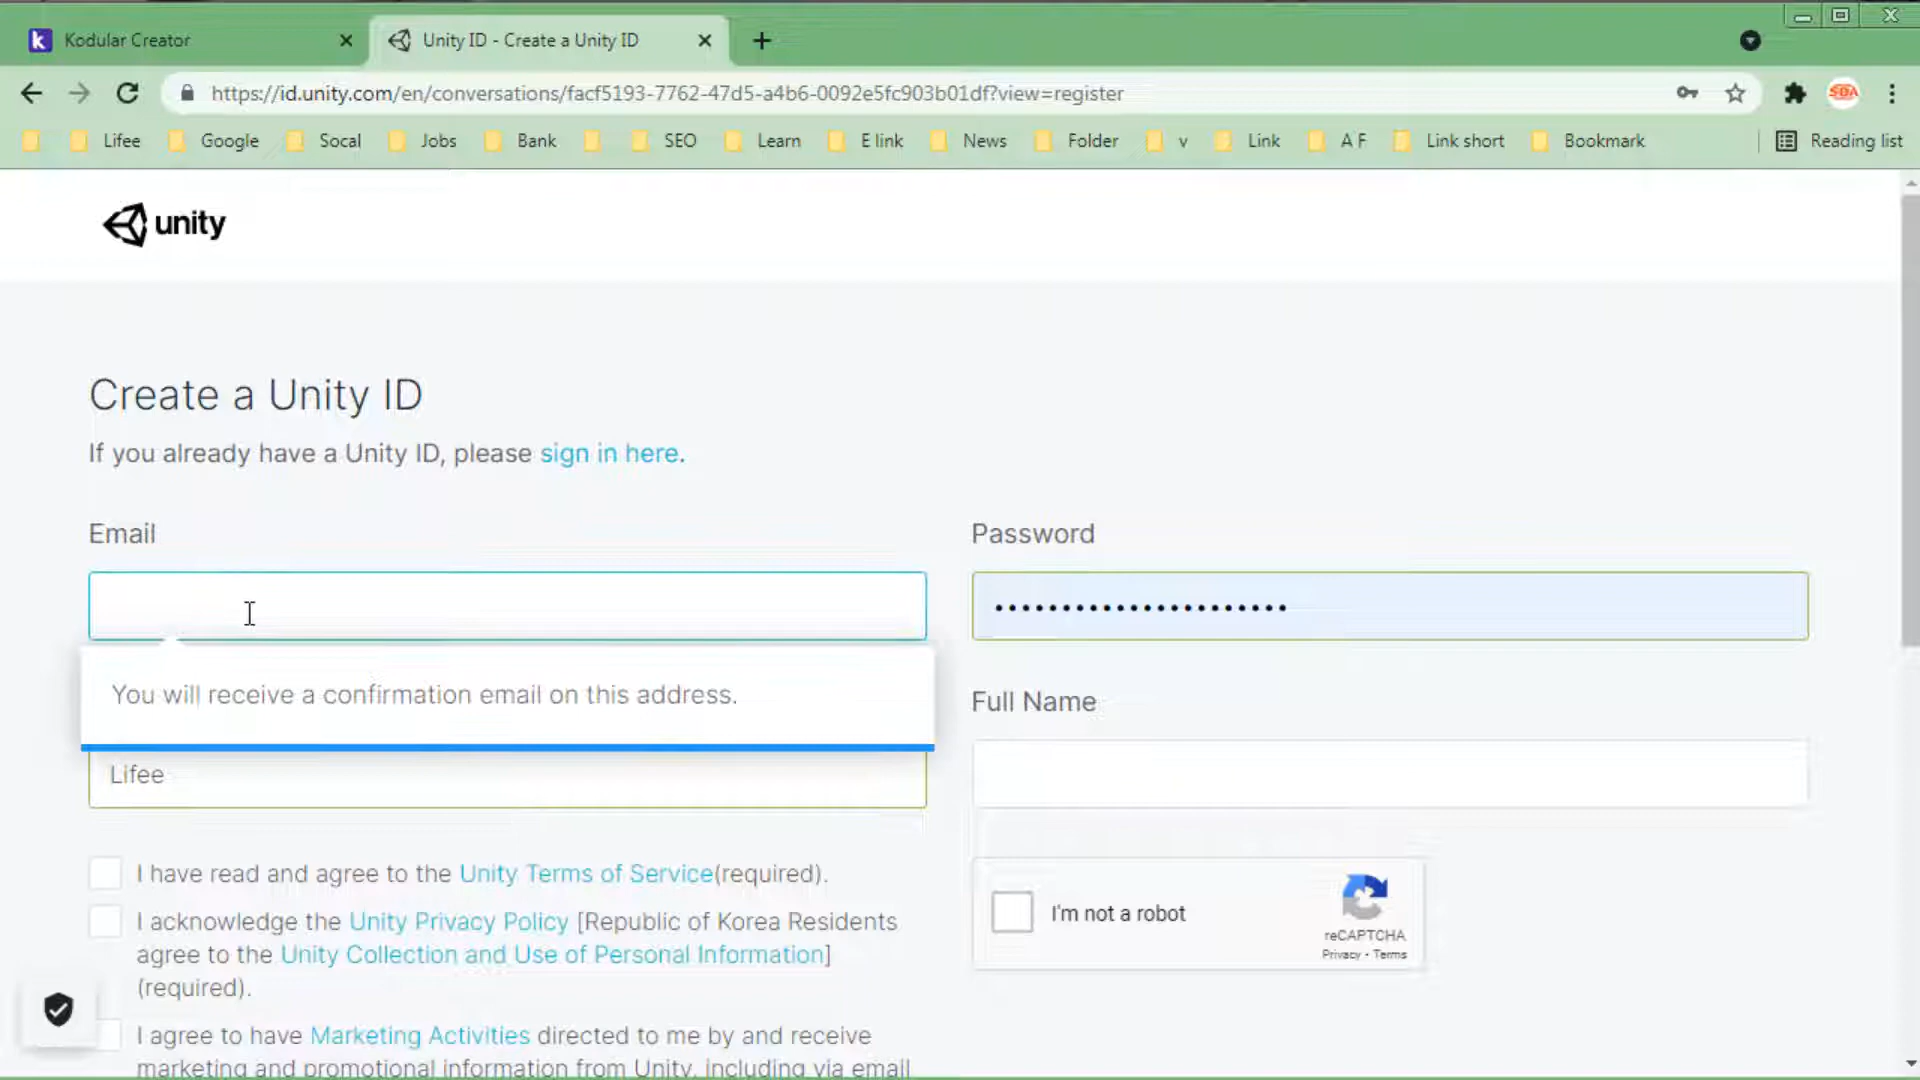 Kodular Creator
Unity ID - Create a Unity ID
https://id.unity.com/en/conversations/facf5193-7762-47d5-a4b6-0092e5fc903b01df?view=register
SBA
Lifee Google Socal Jobs Bank SEO Learn E link News Folder v Link A F Link short Bookmark Reading list
unity
Create a Unity ID
If you already have a Unity ID, please sign in here.
Email
Password
••••••••••••••••••••••
You will receive a confirmation email on this address.
Full Name
Lifee
I have read and agree to the Unity Terms of Service(required).
I acknowledge the Unity Privacy Policy [Republic of Korea Residents
agree to the Unity Collection and Use of Personal Information]
(required).
I'm not a robot
reCAPTCHA
Privacy - Terms
I agree to have Marketing Activities directed to me by and receive
marketing and promotional information from Unity, including via email